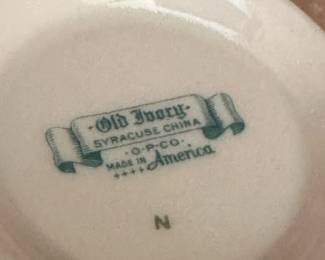 ·Old Ivory·
SYRACUSE CHINA
·O·P·CO·
MADE IN America
++++
N